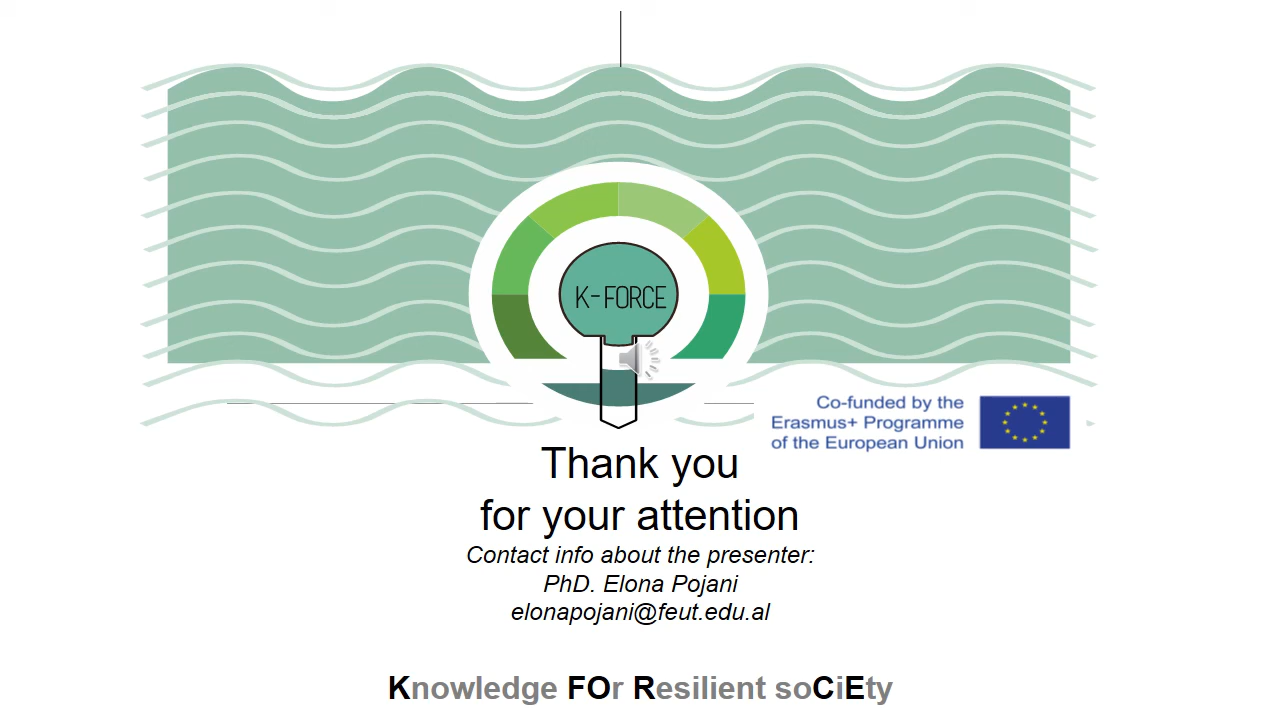 K-FORCE
Co-funded by the
Erasmus+ Programme
of the European Union
Thank you
for your attention
Contact info about the presenter:
PhD. Elona Pojani
elonapojani@feut.edu.al
Knowledge FOr Resilient soCiEty